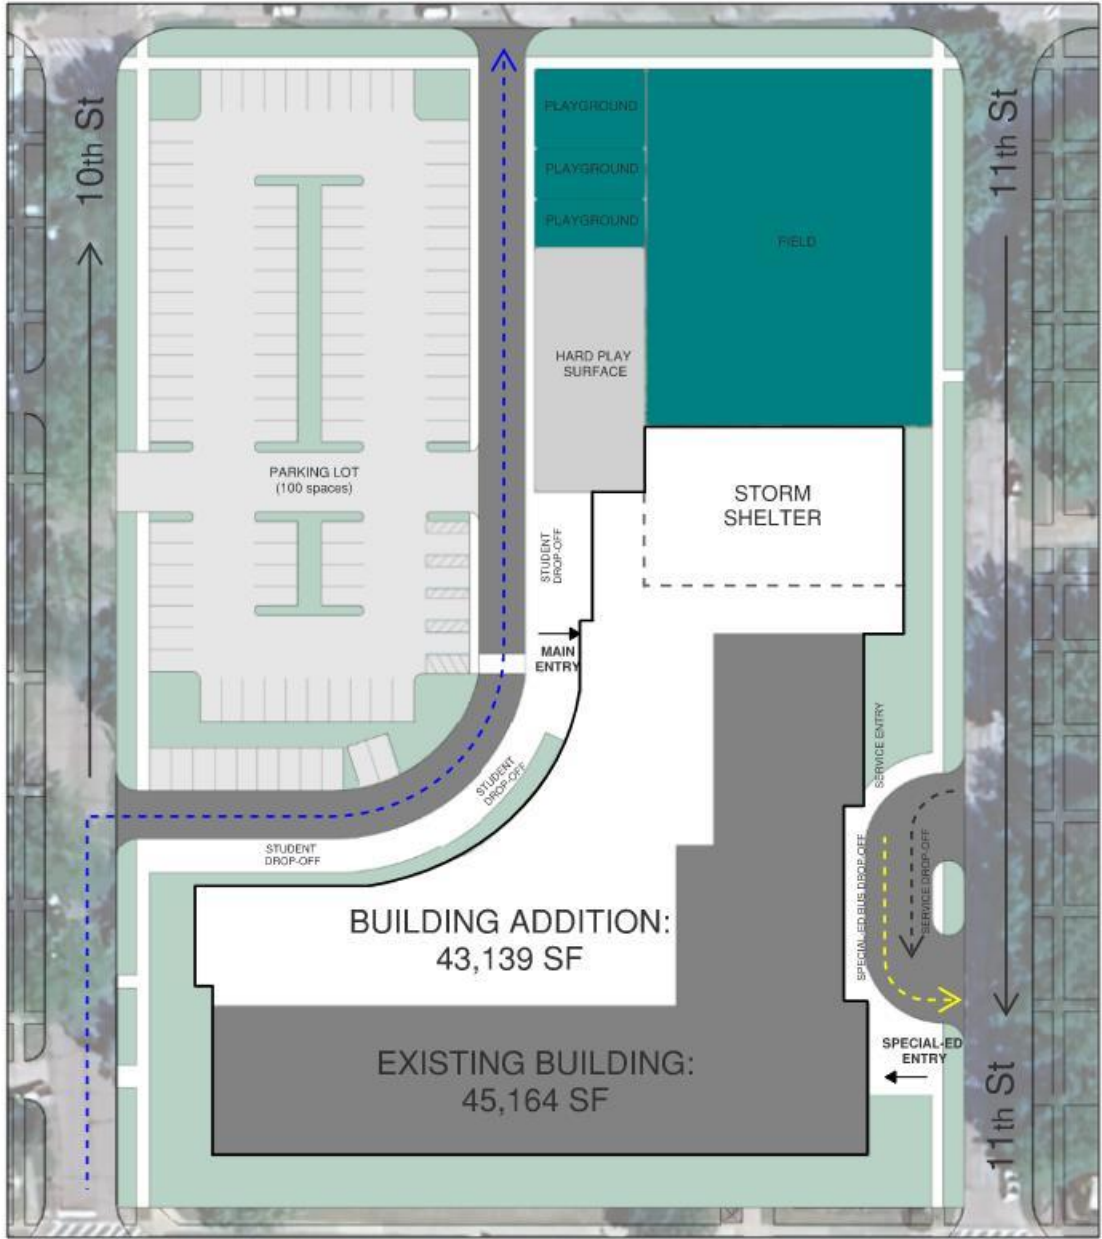 10th St
11th St
PLAYGROUND
PLAYGROUND
PLAYGROUND
FIELD
HARD PLAY
SURFACE
PARKING LOT
(100 spaces)
STORM
SHELTER
STUDENT
DROP-OFF
MAIN
ENTRY
SERVICE ENTRY
STUDENT
DROP-OFF
STUDENT
DROP-OFF
SPECIAL-ED BUS DROP-OFF
SERVICE DROP-OFF
BUILDING ADDITION:
43,139 SF
EXISTING BUILDING:
45,164 SF
SPECIAL-ED
ENTRY
11th St